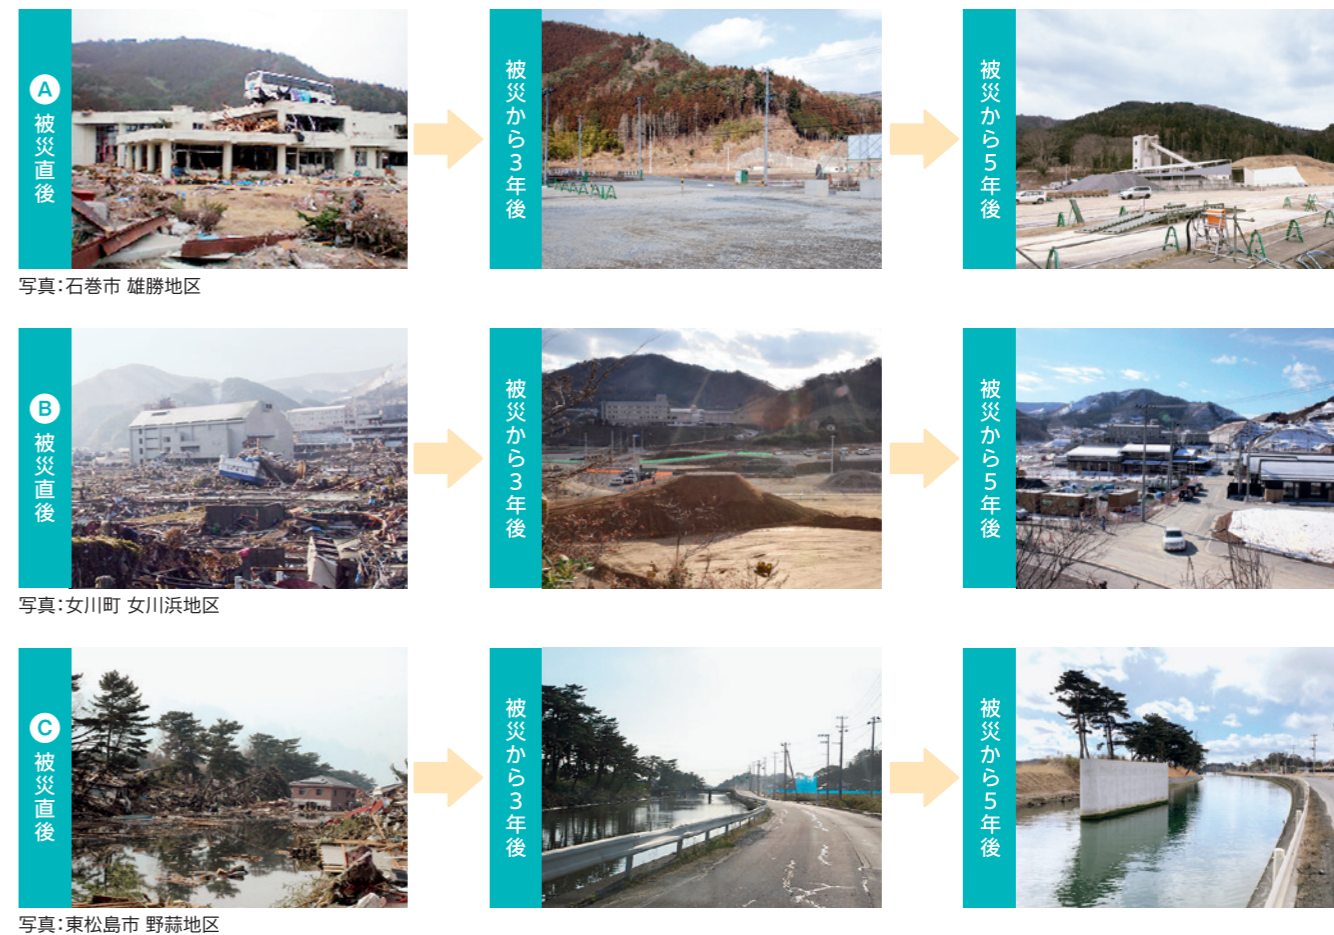 A 被災直後
被災から3年後
被災から5年後
写真:石巻市 雄勝地区
B 被災直後
被災から3年後
被災から5年後
写真:女川町 女川浜地区
C 被災直後
被災から3年後
被災から5年後
写真:東松島市 野蒜地区